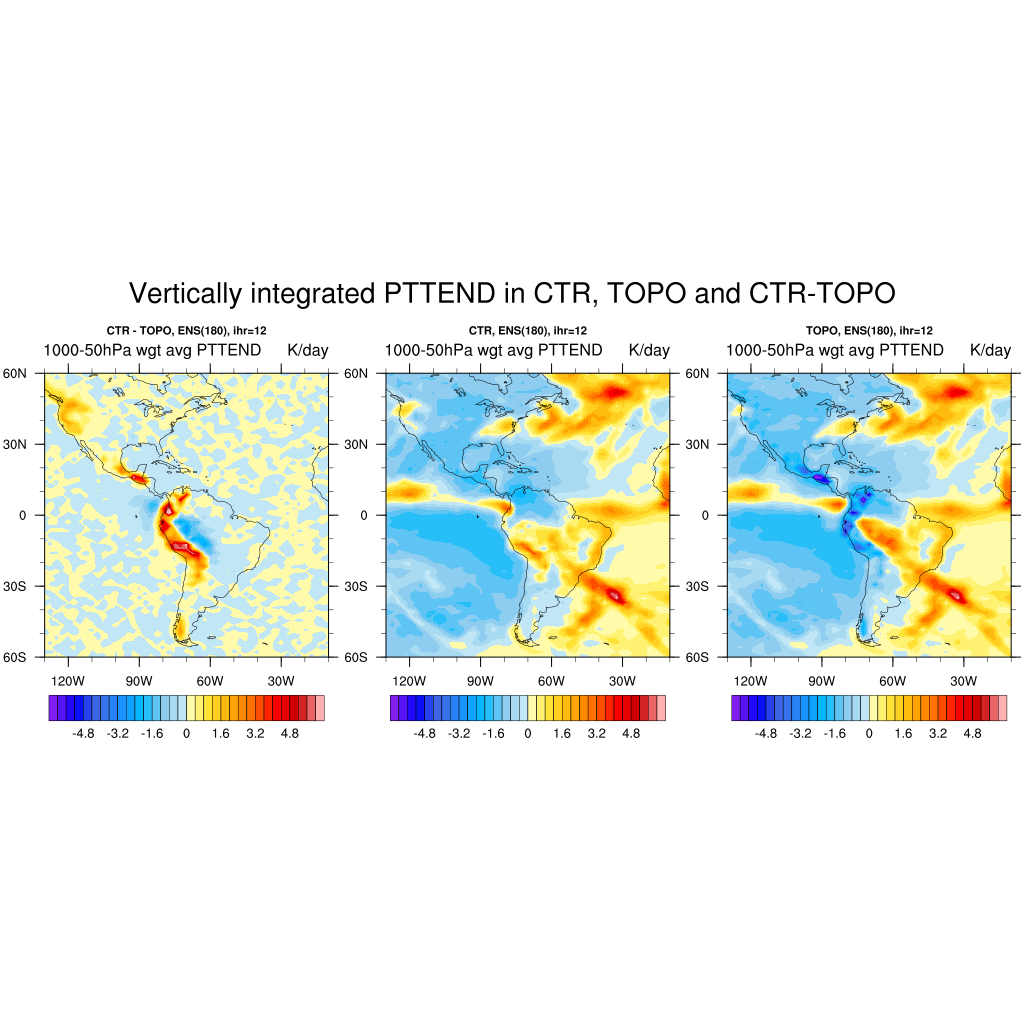 Vertically integrated PTTEND in CTR, TOPO and CTR-TOPO
CTR - TOPO, ENS(180), ihr=12
1000-50hPa wgt avg PTTEND K/day
60N
30N
0
30S
60S
120W 90W 60W 30W
-4.8 -3.2 -1.6 0 1.6 3.2 4.8
CTR, ENS(180), ihr=12
1000-50hPa wgt avg PTTEND K/day
60N
30N
0
30S
60S
120W 90W 60W 30W
-4.8 -3.2 -1.6 0 1.6 3.2 4.8
TOPO, ENS(180), ihr=12
1000-50hPa wgt avg PTTEND K/day
60N
30N
0
30S
60S
120W 90W 60W 30W
-4.8 -3.2 -1.6 0 1.6 3.2 4.8